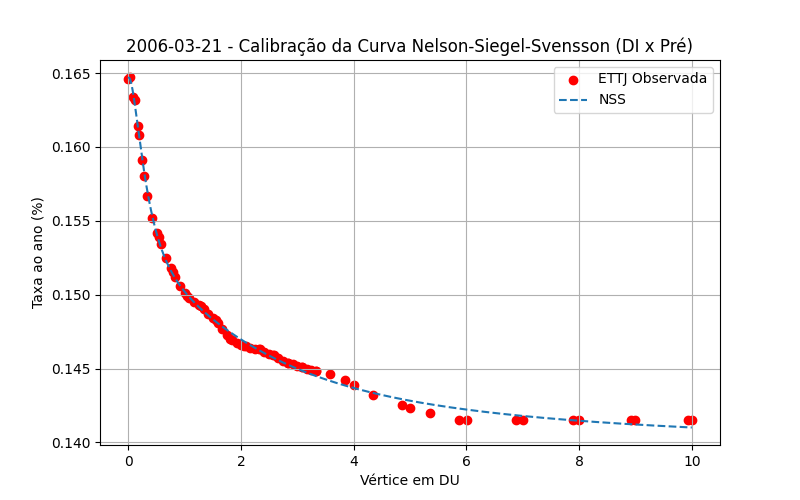 2006-03-21 - Calibração da Curva Nelson-Siegel-Svensson (DI x Pré)
ETTJ Observada
NSS
Taxa ao ano (%)
0.165
0.160
0.155
0.150
0.145
0.140
0
2
4
6
8
10
Vértice em DU